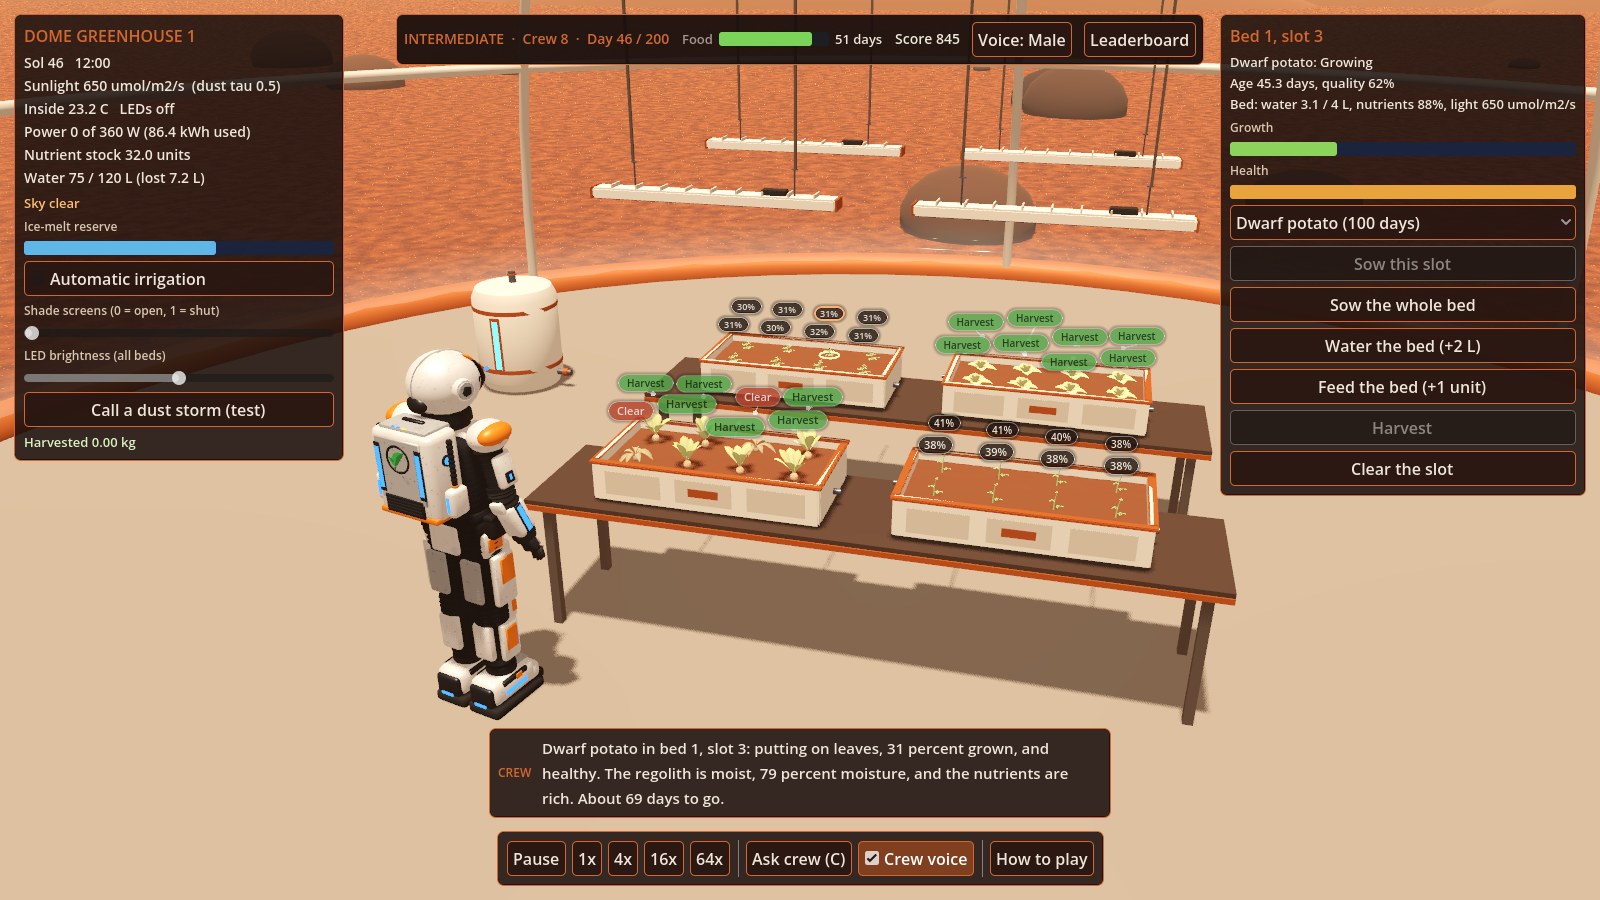 DOME GREENHOUSE 1
Sol 46 12:00
Sunlight 650 umol/m2/s (dust tau 0.5)
Inside 23.2 C LEDs off
Power 0 of 360 W (86.4 kWh used)
Nutrient stock 32.0 units
Water 75 / 120 L (lost 7.2 L)
Sky clear
Ice-melt reserve
Automatic irrigation
Shade screens (0 = open, 1 = shut)
LED brightness (all beds)
Call a dust storm (test)
Harvested 0.00 kg
INTERMEDIATE · Crew 8 · Day 46 / 200 Food 51 days Score 845 Voice: Male Leaderboard
Bed 1, slot 3
Dwarf potato: Growing
Age 45.3 days, quality 62%
Bed: water 3.1 / 4 L, nutrients 88%, light 650 umol/m2/s
Growth
Health
Dwarf potato (100 days)
Sow this slot
Sow the whole bed
Water the bed (+2 L)
Feed the bed (+1 unit)
Harvest
Clear the slot
30% 31% 31% 31%
31% 30% 32% 31%
Harvest Harvest
Harvest Harvest Harvest Harvest
Harvest Harvest
Harvest Harvest Clear Harvest
Clear Harvest Harvest Harvest
41% 41% 40% 38%
38% 39% 38% 38%
CREW
Dwarf potato in bed 1, slot 3: putting on leaves, 31 percent grown, and
healthy. The regolith is moist, 79 percent moisture, and the nutrients are
rich. About 69 days to go.
Pause 1x 4x 16x 64x Ask crew (C) Crew voice How to play